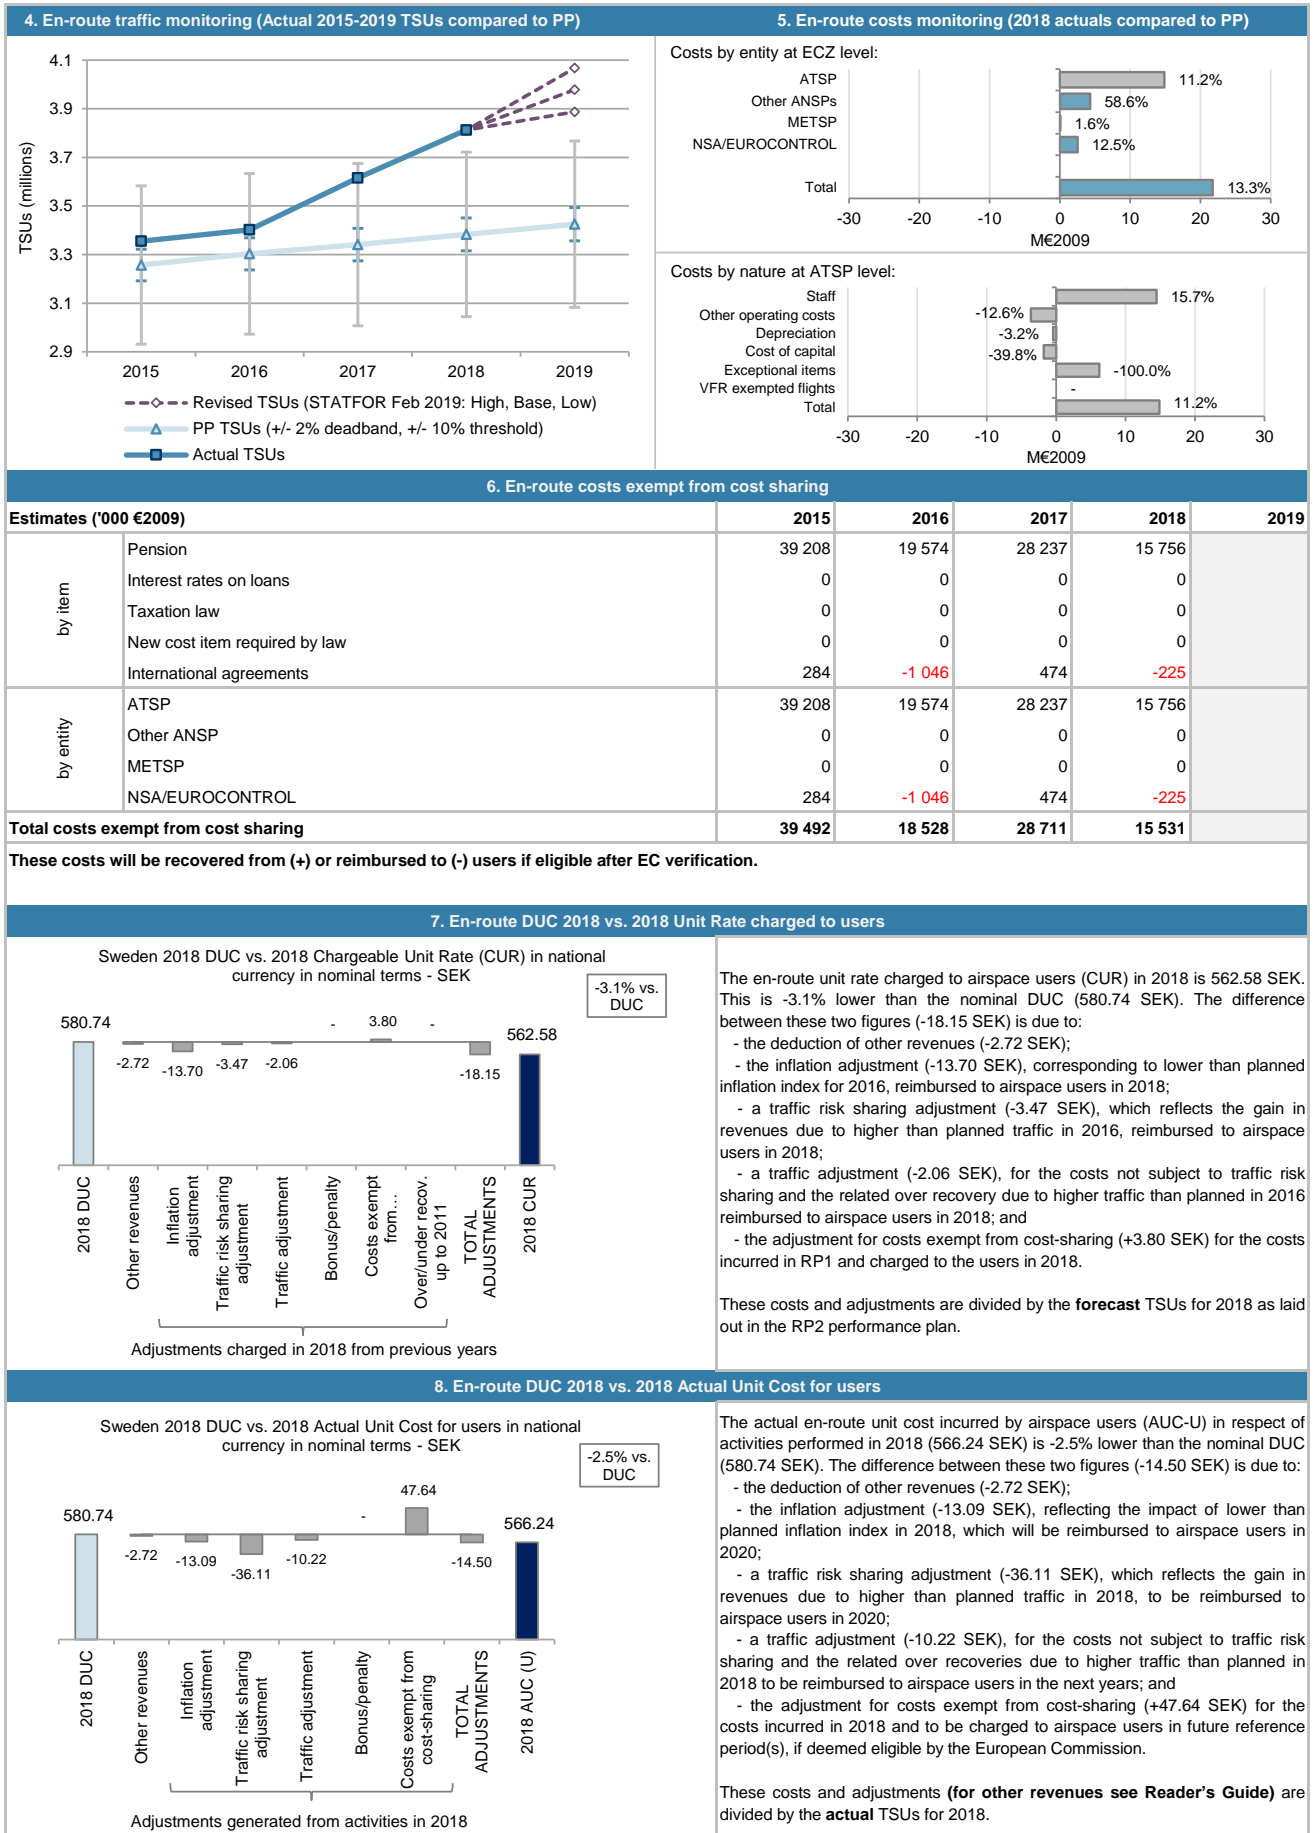 4. En-route traffic monitoring (Actual 2015-2019 TSUs compared to PP)
4.1
3.9
3.7
3.5
3.3
3.1
2.9
TSUs (millions)
2015 2016 2017 2018 2019
Revised TSUs (STATFOR Feb 2019: High, Base, Low)
PP TSUs (+/- 2% deadband, +/- 10% threshold)
Actual TSUs
5. En-route costs monitoring (2018 actuals compared to PP)
Costs by entity at ECZ level:
ATSP 11.2%
Other ANSPs 58.6%
METSP 1.6%
NSA/EUROCONTROL 12.5%
Total 13.3%
-30 -20 -10 0 10 20 30
M€2009
Costs by nature at ATSP level:
Staff 15.7%
Other operating costs -12.6%
Depreciation -3.2%
Cost of capital -39.8%
Exceptional items -100.0%
VFR exempted flights -
Total 11.2%
-30 -20 -10 0 10 20 30
M€2009
6. En-route costs exempt from cost sharing
Estimates ('000 €2009) 2015 2016 2017 2018 2019
by item
Pension 39 208 19 574 28 237 15 756
Interest rates on loans 0 0 0 0
Taxation law 0 0 0 0
New cost item required by law 0 0 0 0
International agreements 284 -1 046 474 -225
by entity
ATSP 39 208 19 574 28 237 15 756
Other ANSP 0 0 0 0
METSP 0 0 0 0
NSA/EUROCONTROL 284 -1 046 474 -225
Total costs exempt from cost sharing 39 492 18 528 28 711 15 531
These costs will be recovered from (+) or reimbursed to (-) users if eligible after EC verification.
7. En-route DUC 2018 vs. 2018 Unit Rate charged to users
Sweden 2018 DUC vs. 2018 Chargeable Unit Rate (CUR) in national
currency in nominal terms - SEK
-3.1% vs.
DUC
580.74 -2.72 -13.70 -3.47 -2.06 - 3.80 - -18.15 562.58
2018 DUC
Other revenues
Inflation
adjustment
Traffic risk sharing
adjustment
Traffic adjustment
Bonus/penalty
Costs exempt
from…
Over/under recov.
up to 2011
TOTAL
ADJUSTMENTS
2018 CUR
Adjustments charged in 2018 from previous years
The en-route unit rate charged to airspace users (CUR) in 2018 is 562.58 SEK.
This is -3.1% lower than the nominal DUC (580.74 SEK). The difference
between these two figures (-18.15 SEK) is due to:
- the deduction of other revenues (-2.72 SEK);
- the inflation adjustment (-13.70 SEK), corresponding to lower than planned
inflation index for 2016, reimbursed to airspace users in 2018;
- a traffic risk sharing adjustment (-3.47 SEK), which reflects the gain in
revenues due to higher than planned traffic in 2016, reimbursed to airspace
users in 2018;
- a traffic adjustment (-2.06 SEK), for the costs not subject to traffic risk
sharing and the related over recovery due to higher traffic than planned in 2016
reimbursed to airspace users in 2018; and
- the adjustment for costs exempt from cost-sharing (+3.80 SEK) for the costs
incurred in RP1 and charged to the users in 2018.
These costs and adjustments are divided by the forecast TSUs for 2018 as laid
out in the RP2 performance plan.
8. En-route DUC 2018 vs. 2018 Actual Unit Cost for users
Sweden 2018 DUC vs. 2018 Actual Unit Cost for users in national
currency in nominal terms - SEK
-2.5% vs.
DUC
580.74 -2.72 -13.09 -36.11 -10.22 - 47.64 -14.50 566.24
2018 DUC
Other revenues
Inflation
adjustment
Traffic risk sharing
adjustment
Traffic adjustment
Bonus/penalty
Costs exempt from
cost-sharing
TOTAL
ADJUSTMENTS
2018 AUC (U)
Adjustments generated from activities in 2018
The actual en-route unit cost incurred by airspace users (AUC-U) in respect of
activities performed in 2018 (566.24 SEK) is -2.5% lower than the nominal DUC
(580.74 SEK). The difference between these two figures (-14.50 SEK) is due to:
- the deduction of other revenues (-2.72 SEK);
- the inflation adjustment (-13.09 SEK), reflecting the impact of lower than
planned inflation index in 2018, which will be reimbursed to airspace users in
2020;
- a traffic risk sharing adjustment (-36.11 SEK), which reflects the gain in
revenues due to higher than planned traffic in 2018, to be reimbursed to
airspace users in 2020;
- a traffic adjustment (-10.22 SEK), for the costs not subject to traffic risk
sharing and the related over recoveries due to higher traffic than planned in
2018 to be reimbursed to airspace users in the next years; and
- the adjustment for costs exempt from cost-sharing (+47.64 SEK) for the
costs incurred in 2018 and to be charged to airspace users in future reference
period(s), if deemed eligible by the European Commission.
These costs and adjustments (for other revenues see Reader's Guide) are
divided by the actual TSUs for 2018.